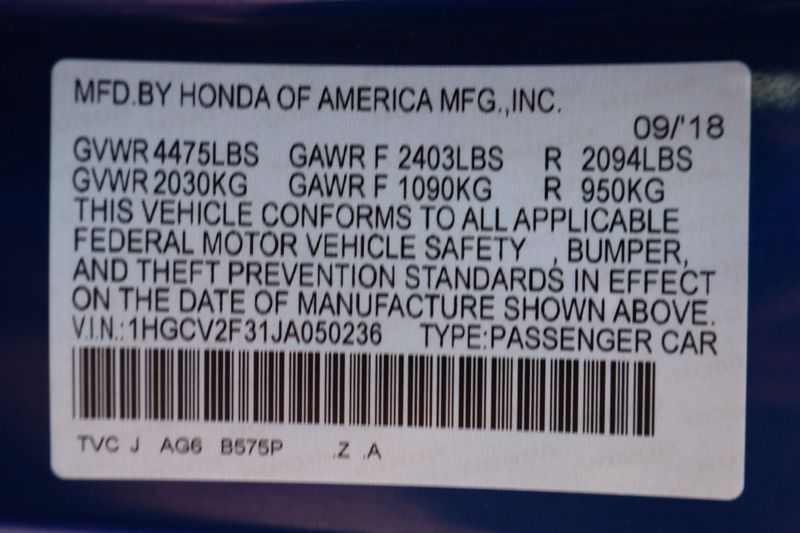 MFD.BY HONDA OF AMERICA MFG.,INC.
09/'18
GVWR 4475LBS GAWR F 2403LBS R 2094LBS
GVWR 2030KG GAWR F 1090KG R 950KG
THIS VEHICLE CONFORMS TO ALL APPLICABLE
FEDERAL MOTOR VEHICLE SAFETY , BUMPER,
AND THEFT PREVENTION STANDARDS IN EFFECT
ON THE DATE OF MANUFACTURE SHOWN ABOVE.
V.I.N.:1HGCV2F31JA050236 TYPE:PASSENGER CAR
TVC J AG6 B575P .Z .A